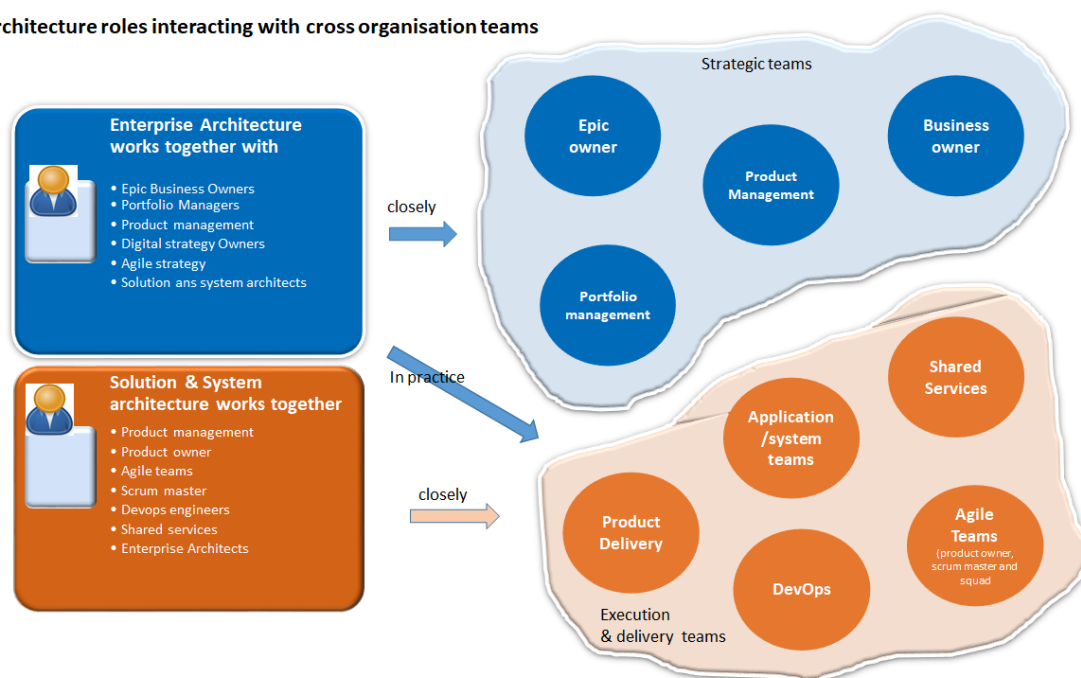 rchitecture roles interacting with cross organisation teams
Enterprise Architecture
works together with
• Epic Business Owners
• Portfolio Managers
• Product management
• Digital strategy Owners
• Agile strategy
• Solution ans system architects
closely
Strategic teams
Epic
owner
Product
Management
Business
owner
Portfolio
management
In practice
Solution & System
architecture works together
• Product management
• Product owner
• Agile teams
• Scrum master
• Devops engineers
• Shared services
• Enterprise Architects
closely
Shared
Services
Application
/system
teams
Product
Delivery
DevOps
Agile
Teams
(product owner,
scrum master and
squad
Execution
& delivery teams